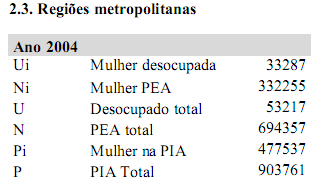 2.3. Regiões metropolitanas
Ano 2004
Ui Mulher desocupada 33287
Ni Mulher PEA 332255
U Desocupado total 53217
N PEA total 694357
Pi Mulher na PIA 477537
P PIA Total 903761